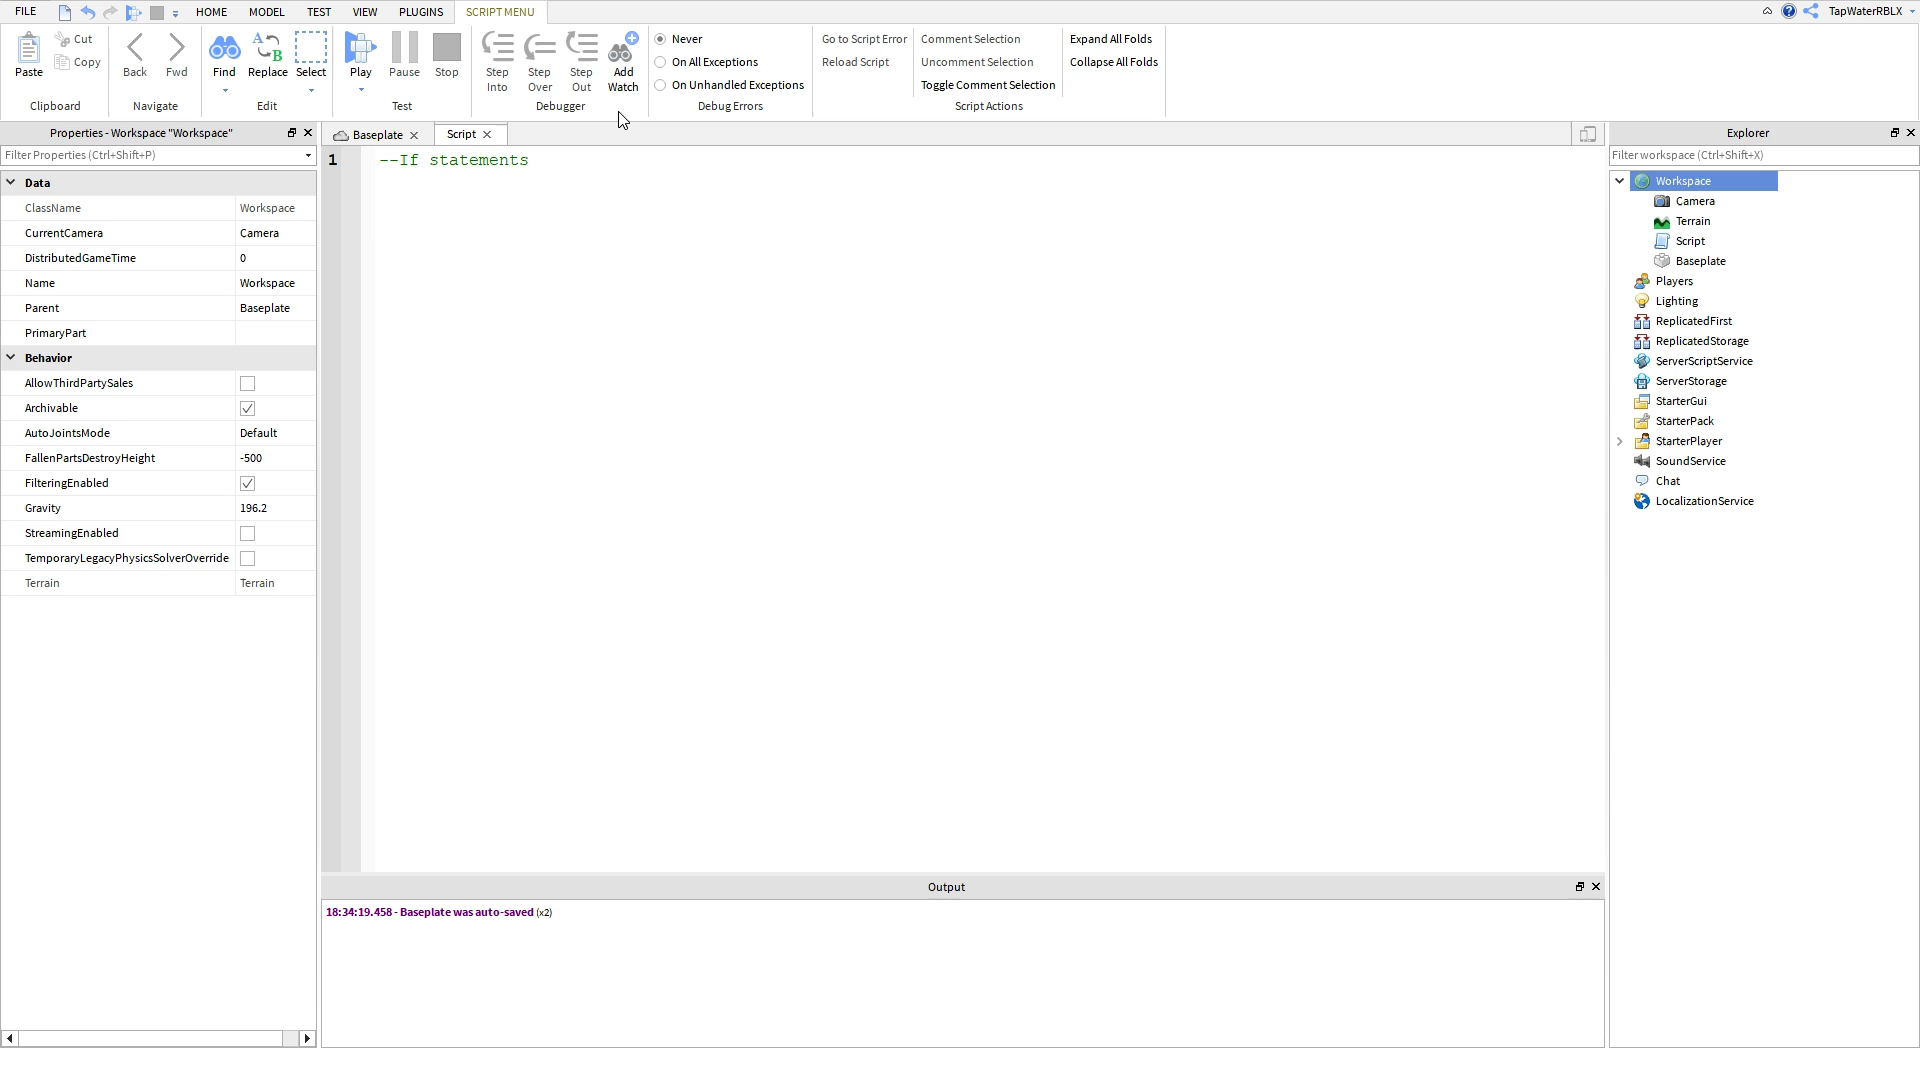 FILE HOME MODEL TEST VIEW PLUGINS SCRIPT MENU TapWaterRBLX
Paste Cut Copy
Clipboard
Back Fwd
Navigate
Find Replace Select
Edit
Play Pause Stop
Test
Step Into Step Over Step Out Add Watch
Debugger
Never
On All Exceptions
On Unhandled Exceptions
Debug Errors
Go to Script Error
Reload Script
Comment Selection
Uncomment Selection
Toggle Comment Selection
Expand All Folds
Collapse All Folds
Script Actions
Properties - Workspace "Workspace"
Filter Properties (Ctrl+Shift+P)
Data
ClassName Workspace
CurrentCamera Camera
DistributedGameTime 0
Name Workspace
Parent Baseplate
PrimaryPart
Behavior
AllowThirdPartySales
Archivable
AutoJointsMode Default
FallenPartsDestroyHeight -500
FilteringEnabled
Gravity 196.2
StreamingEnabled
TemporaryLegacyPhysicsSolverOverride
Terrain Terrain
Baseplate Script
1 --If statements
Output
18:34:19.458 - Baseplate was auto-saved (x2)
Explorer
Filter workspace (Ctrl+Shift+X)
Workspace
Camera
Terrain
Script
Baseplate
Players
Lighting
ReplicatedFirst
ReplicatedStorage
ServerScriptService
ServerStorage
StarterGui
StarterPack
StarterPlayer
SoundService
Chat
LocalizationService